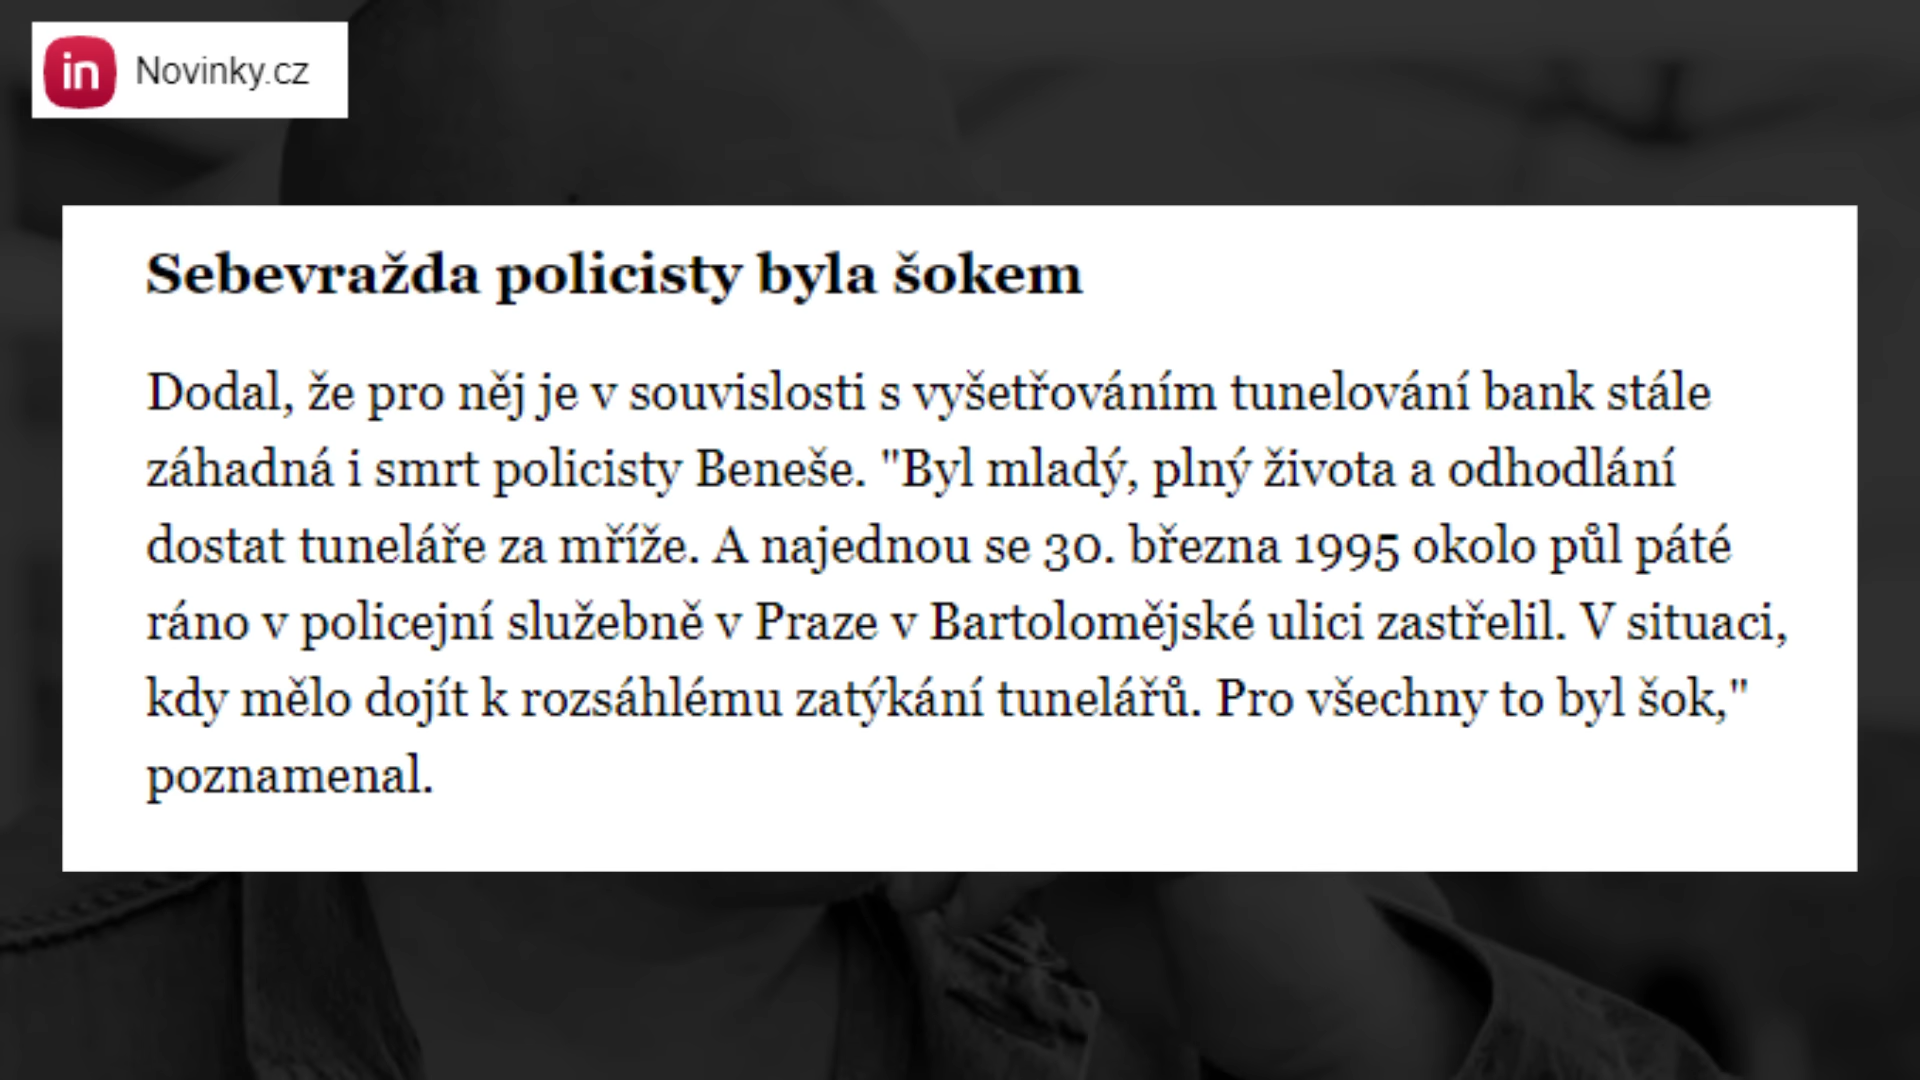 in Novinky.cz
Sebevražda policisty byla šokem
Dodal, že pro něj je v souvislosti s vyšetřováním tunelování bank stále
záhadná i smrt policisty Beneše. "Byl mladý, plný života a odhodlání
dostat tuneláře za mříže. A najednou se 30. března 1995 okolo půl páté
ráno v policejní služebně v Praze v Bartolomějské ulici zastřelil. V situaci,
kdy mělo dojít k rozsáhlému zatýkání tunelářů. Pro všechny to byl šok,"
poznamenal.